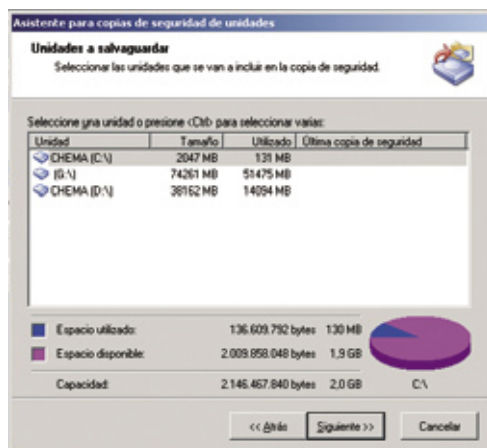 Asistente para copias de seguridad de unidades
Unidades a salvaguardar
Seleccionar las unidades que se van a incluir en la copia de seguridad.
Seleccione una unidad o presione <Ctrl> para seleccionar varias:
Unidad Tamaño Utilizado Última copia de seguridad
CHEMA (C:\) 2047 MB 131 MB
(G:\) 74261 MB 51475 MB
CHEMA (D:\) 38162 MB 14094 MB
Espacio utilizado: 136.609.792 bytes 130 MB
Espacio disponible: 2.009.858.048 bytes 1,9 GB
Capacidad: 2.146.467.840 bytes 2,0 GB C:\
<< Atrás Siguiente >> Cancelar